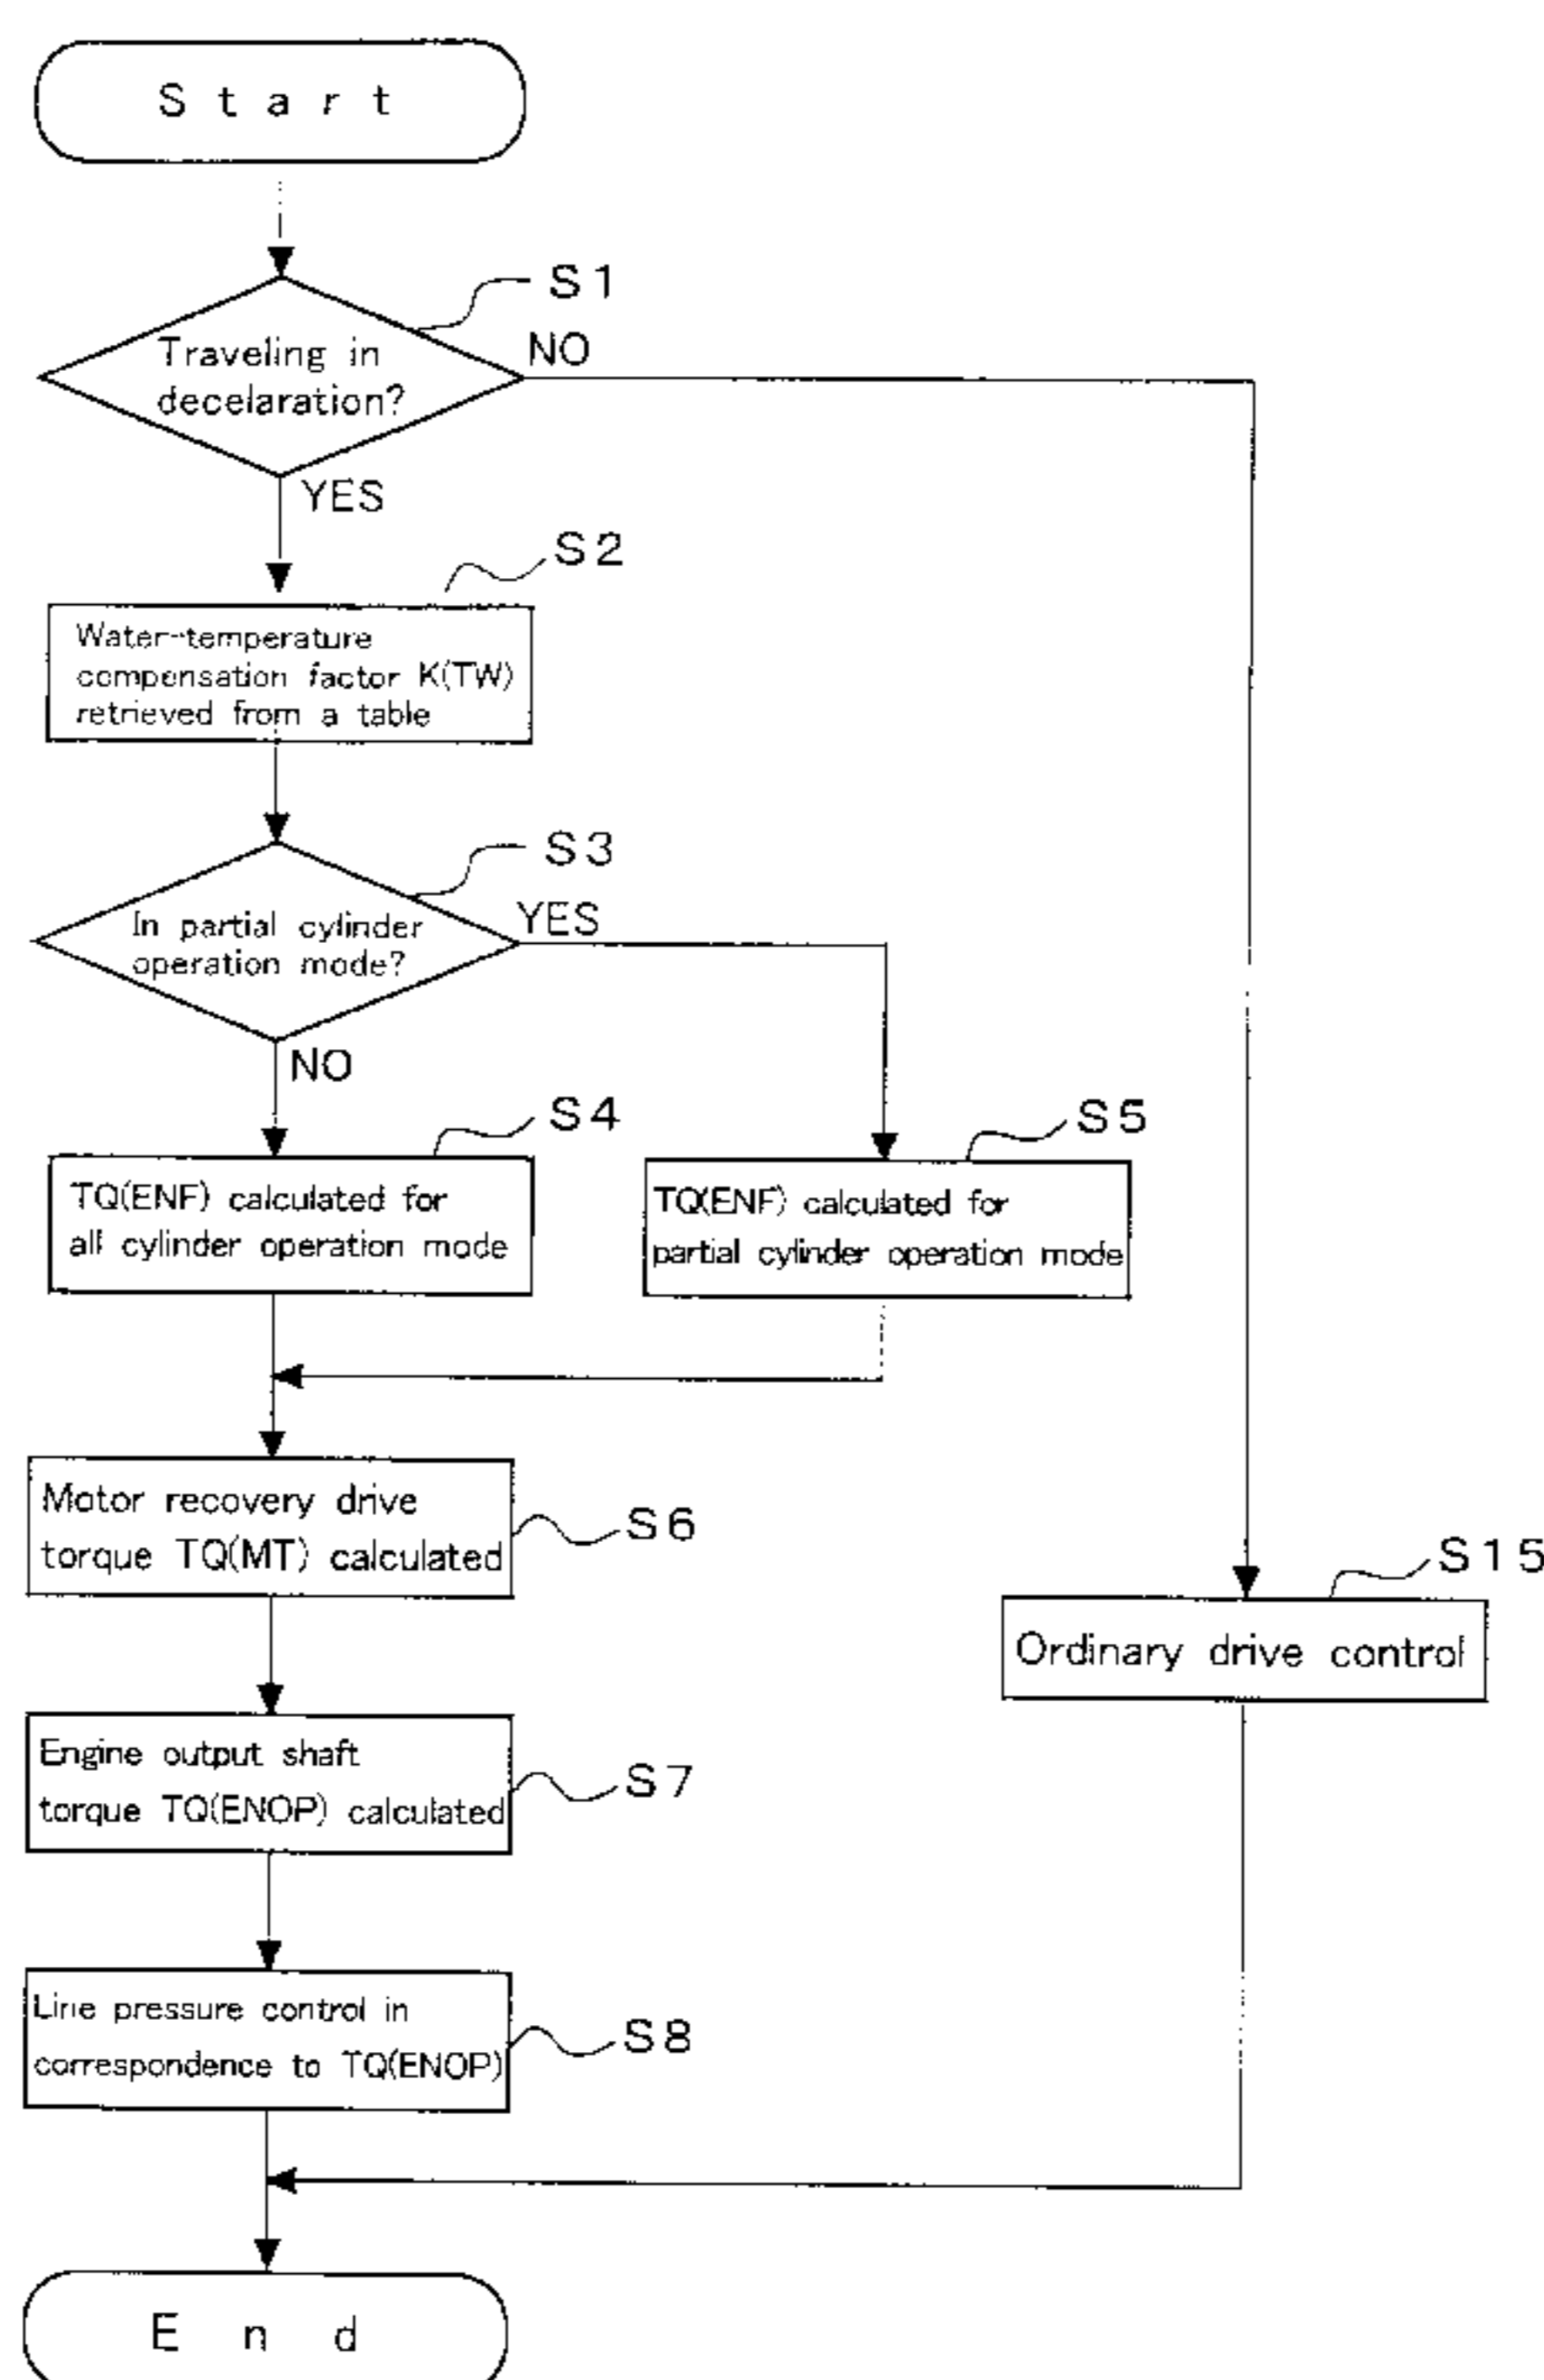 Start
S1
Traveling in
decelaration?
NO
YES
S2
Water-temperature
compensation factor K(TW)
retrieved from a table
S3
In partial cylinder
operation mode?
YES
NO
S4
TQ(ENF) calculated for
all cylinder operation mode
S5
TQ(ENF) calculated for
partial cylinder operation mode
Motor recovery drive
torque TQ(MT) calculated
S6
S15
Ordinary drive control
Engine output shaft
torque TQ(ENOP) calculated
S7
Line pressure control in
correspondence to TQ(ENOP)
S8
End